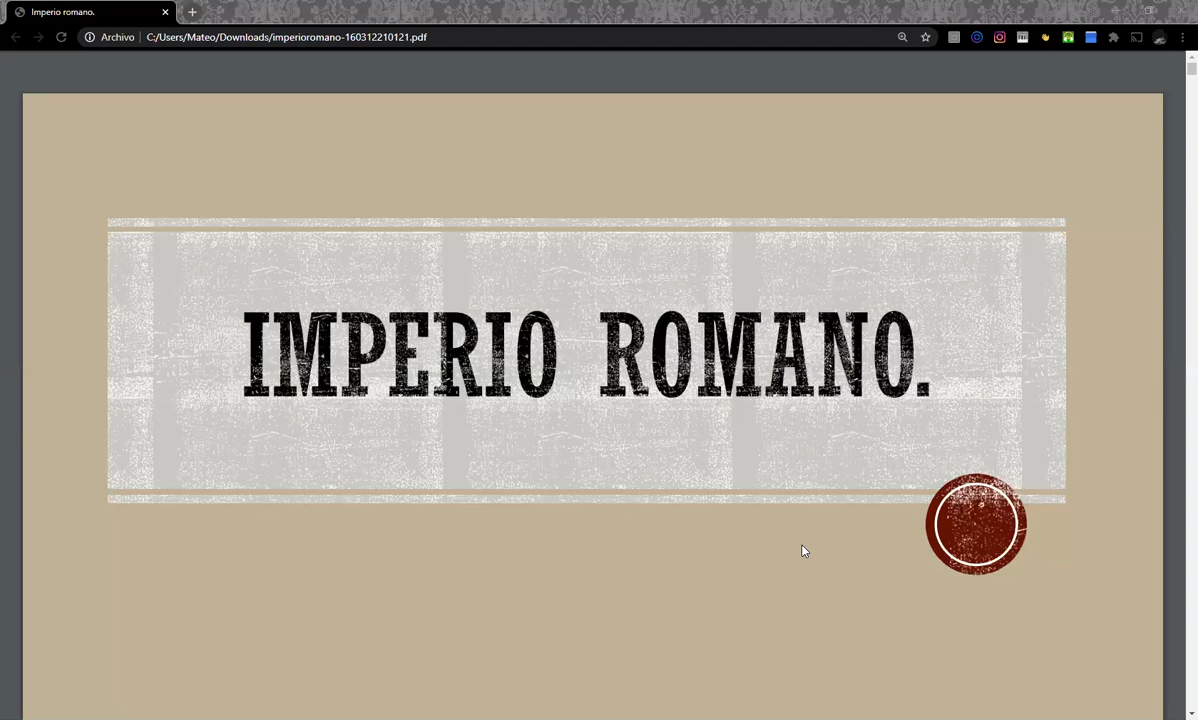 Imperio romano.
Archivo C:/Users/Mateo/Downloads/imperioromano-160312210121.pdf
IMPERIO ROMANO.